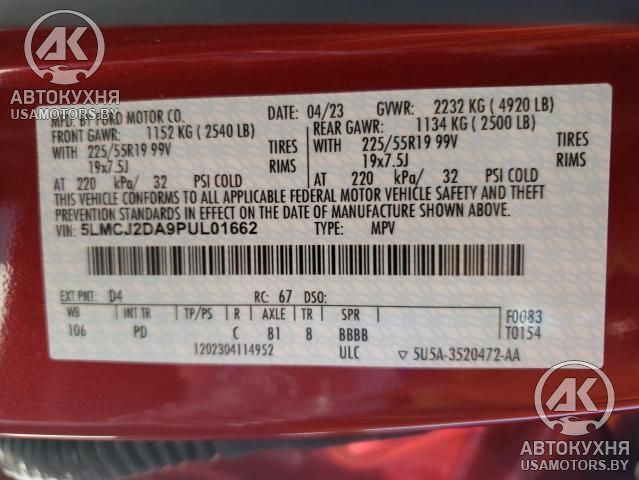 АК
АВТОКУХНЯ
USAMOTORS.BY
MFD. BY FORD MOTOR CO.
DATE: 04/23 GVWR: 2232 KG ( 4920 LB)
FRONT GAWR: 1152 KG ( 2540 LB)
REAR GAWR: 1134 KG ( 2500 LB)
WITH 225/55R19 99V TIRES
WITH 225/55R19 99V TIRES
19x7.5J RIMS
19x7.5J RIMS
AT 220 kPa/ 32 PSI COLD
AT 220 kPa/ 32 PSI COLD
THIS VEHICLE CONFORMS TO ALL APPLICABLE FEDERAL MOTOR VEHICLE SAFETY AND THEFT
PREVENTION STANDARDS IN EFFECT ON THE DATE OF MANUFACTURE SHOWN ABOVE.
VIN: 5LMCJ2DA9PUL01662 TYPE: MPV
EXT PNT: D4 RC: 67 DSO:
WB INT TR TP/PS R AXLE TR SPR
106 PD C 81 8 BBBB
F0083
T0154
1202304114952 ULC ▽ 5U5A-3520472-AA
АК
АВТОКУХНЯ
USAMOTORS.BY